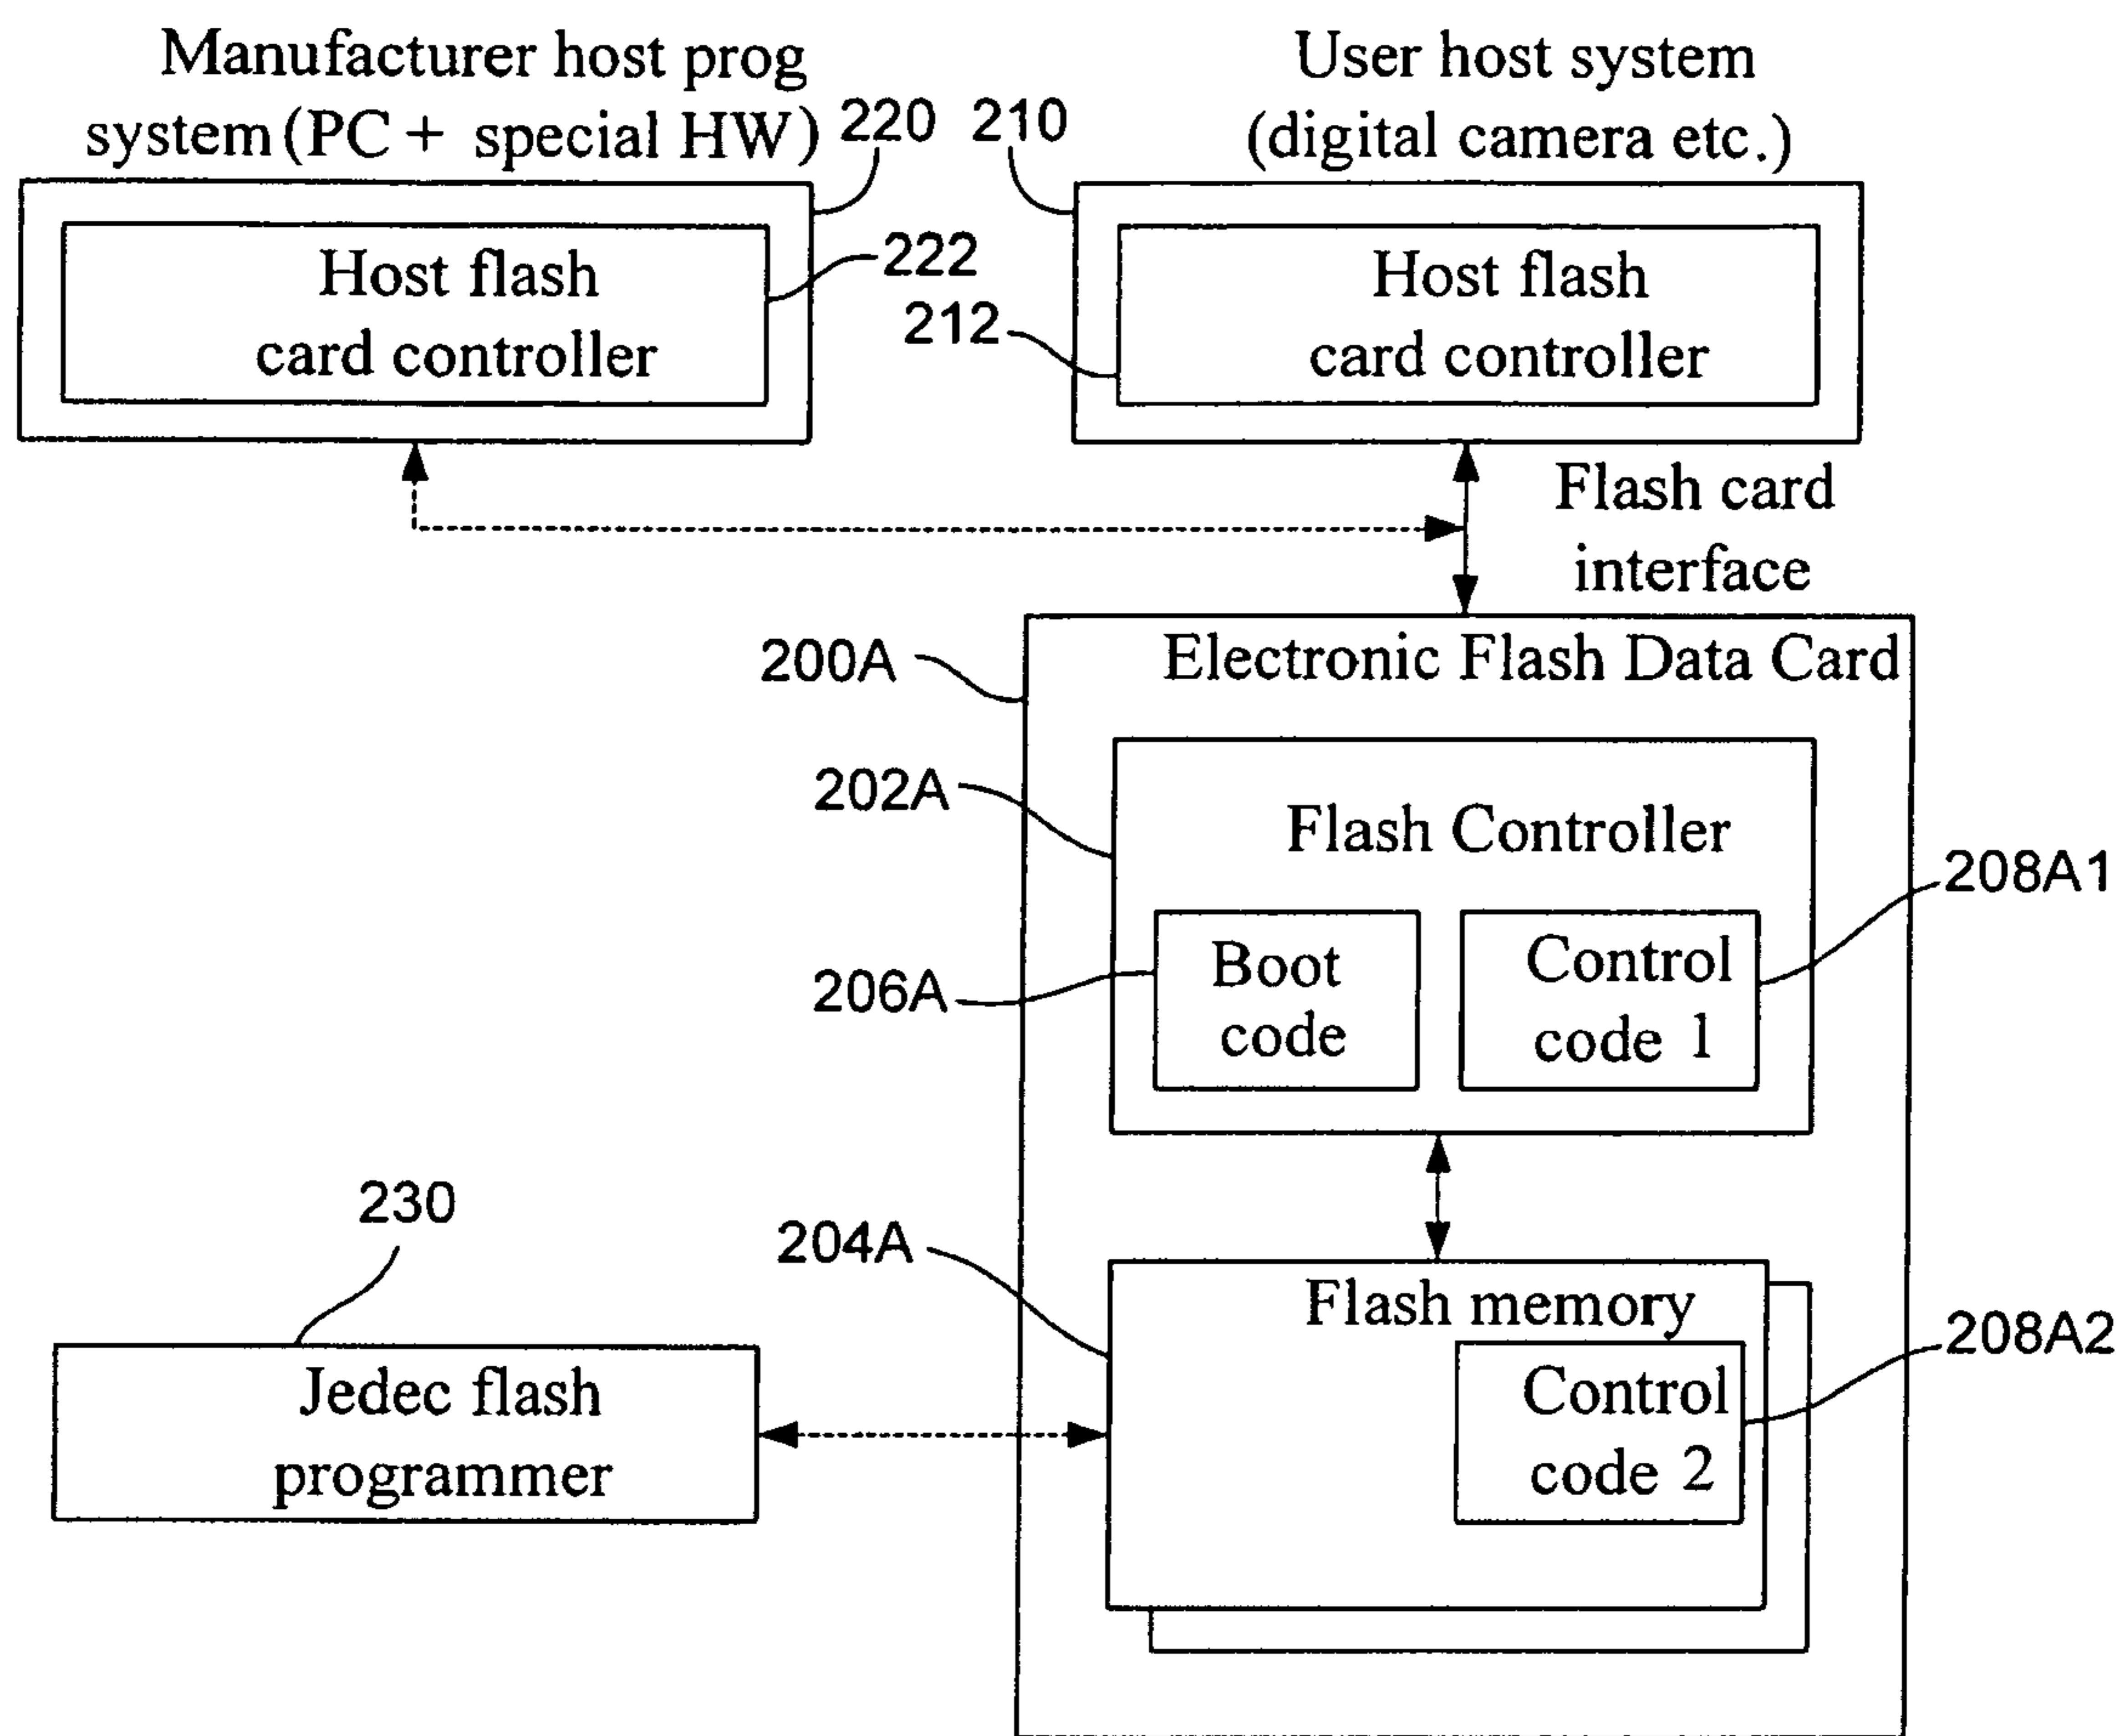 Manufacturer host prog
system (PC + special HW)
220
210
User host system
(digital camera etc.)
Host flash
card controller
222
212
Host flash
card controller
Flash card
interface
200A
Electronic Flash Data Card
202A
Flash Controller
208A1
206A
Boot
code
Control
code 1
230
204A
Flash memory
208A2
Jedec flash
programmer
Control
code 2